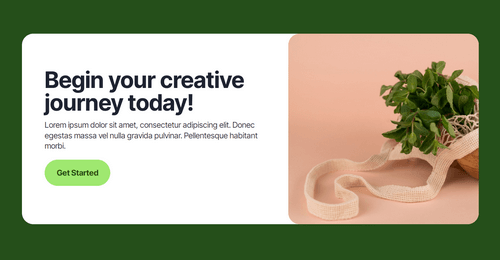 Begin your creative
journey today!
Lorem ipsum dolor sit amet, consectetur adipiscing elit. Donec
egestas massa vel nulla gravida pulvinar. Pellentesque habitant
morbi.
Get Started